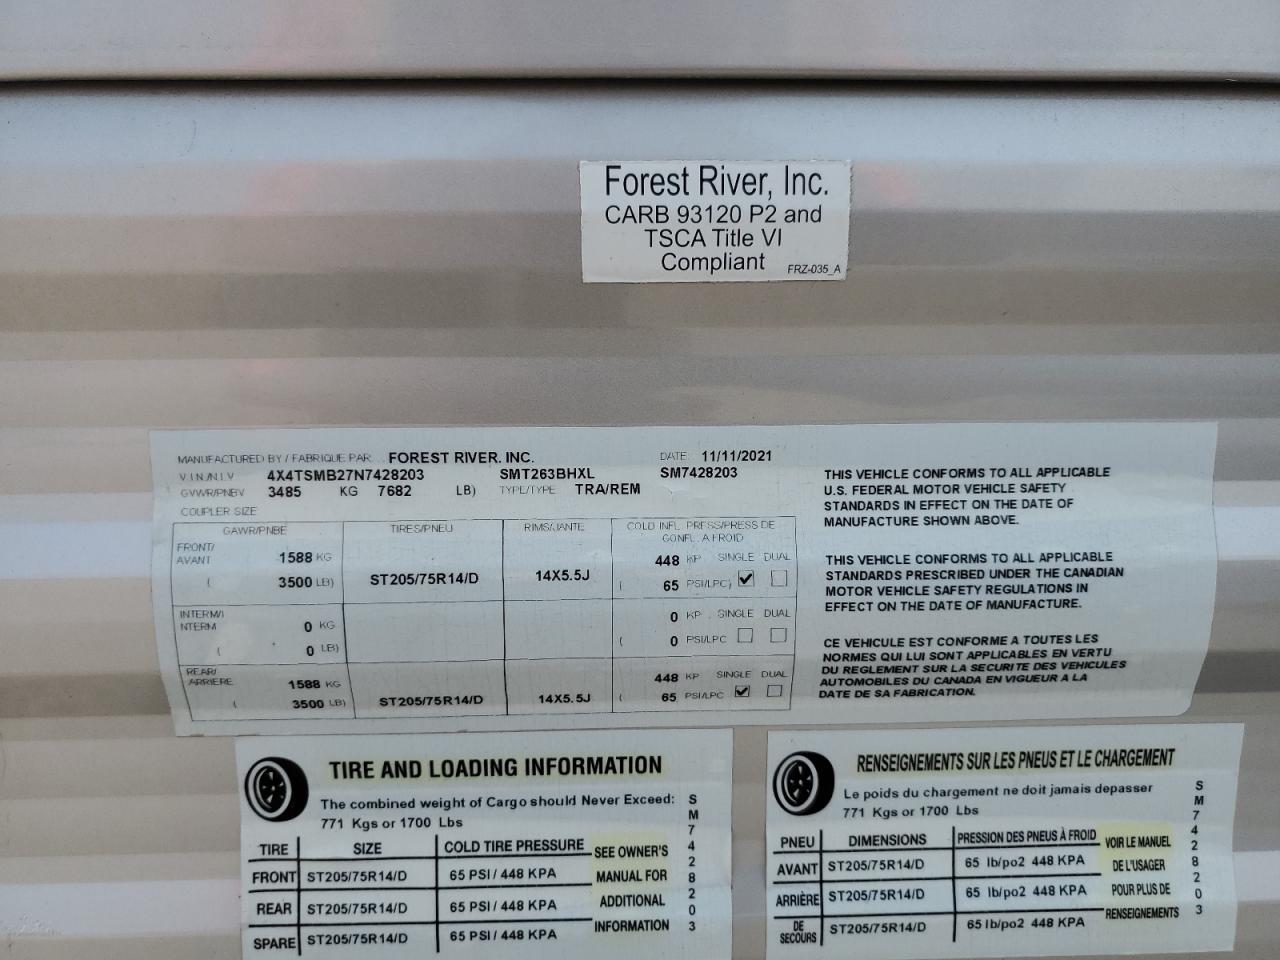 Forest River, Inc.
CARB 93120 P2 and
TSCA Title VI
Compliant FRZ-035_A
MANUFACTURED BY / FABRIQUE PAR FOREST RIVER, INC. DATE: 11/11/2021
V.I.N./N.I.V 4X4TSMB27N7428203 SMT263BHXL SM7428203
GVWR/PNBV 3485 KG 7682 LB) TYPE/TYPE TRA/REM
COUPLER SIZE
GAWR/PNBE TIRES/PNEU RIMS/JANTE COLD INFL. PRESS/PRESS DE
GONFL. A FROID
FRONT/
AVANT 1588 KG 448 KP SINGLE DUAL
( 3500 LB) ST205/75R14/D 14X5.5J ( 65 PSI/LPC)
INTERM/I
NTERM 0 KG 0 KP. SINGLE DUAL
( 0 LB) ( 0 PSI/LPC
REAR/
ARRIERE 1588 KG 448 KP SINGLE DUAL
( 3500 LB) ST205/75R14/D 14X5.5J ( 65 PSI/LPC
THIS VEHICLE CONFORMS TO ALL APPLICABLE
U.S. FEDERAL MOTOR VEHICLE SAFETY
STANDARDS IN EFFECT ON THE DATE OF
MANUFACTURE SHOWN ABOVE.
THIS VEHICLE CONFORMS TO ALL APPLICABLE
STANDARDS PRESCRIBED UNDER THE CANADIAN
MOTOR VEHICLE SAFETY REGULATIONS IN
EFFECT ON THE DATE OF MANUFACTURE.
CE VEHICULE EST CONFORME A TOUTES LES
NORMES QUI LUI SONT APPLICABLES EN VERTU
DU REGLEMENT SUR LA SECURITE DES VEHICULES
AUTOMOBILES DU CANADA EN VIGUEUR A LA
DATE DE SA FABRICATION.
TIRE AND LOADING INFORMATION
The combined weight of Cargo should Never Exceed:
771 Kgs or 1700 Lbs
TIRE SIZE COLD TIRE PRESSURE
FRONT ST205/75R14/D 65 PSI / 448 KPA
REAR ST205/75R14/D 65 PSI / 448 KPA
SPARE ST205/75R14/D 65 PSI / 448 KPA
SEE OWNER'S
MANUAL FOR
ADDITIONAL
INFORMATION
SM7428203
RENSEIGNEMENTS SUR LES PNEUS ET LE CHARGEMENT
Le poids du chargement ne doit jamais depasser
771 Kgs or 1700 Lbs
PNEU DIMENSIONS PRESSION DES PNEUS À FROID
AVANT ST205/75R14/D 65 lb/po2 448 KPA
ARRIÈRE ST205/75R14/D 65 lb/po2 448 KPA
DE
SECOURS ST205/75R14/D 65 lb/po2 448 KPA
VOIR LE MANUEL
DE L'USAGER
POUR PLUS DE
RENSEIGNEMENTS
SM7428203